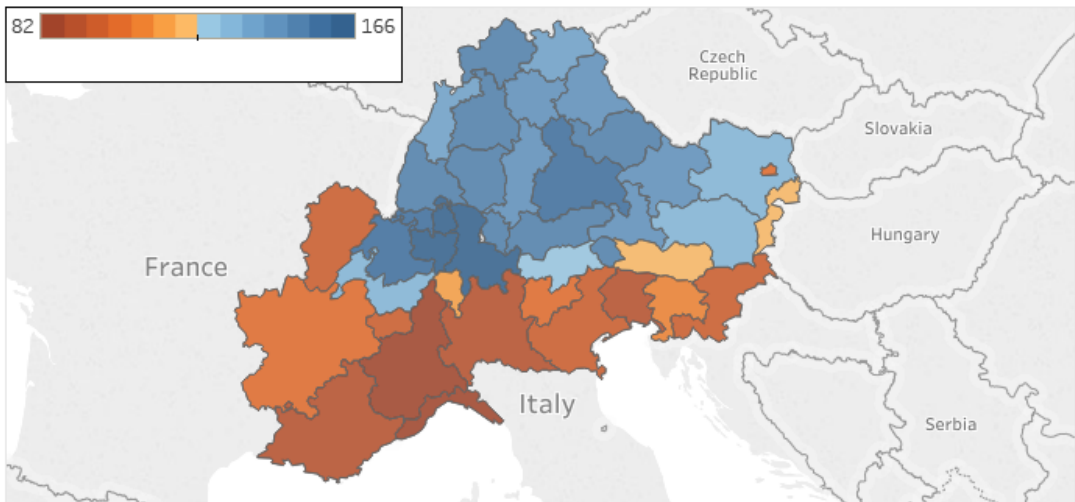 82 166
Czech
Republic
Slovakia
Hungary
France
Italy
Serbia